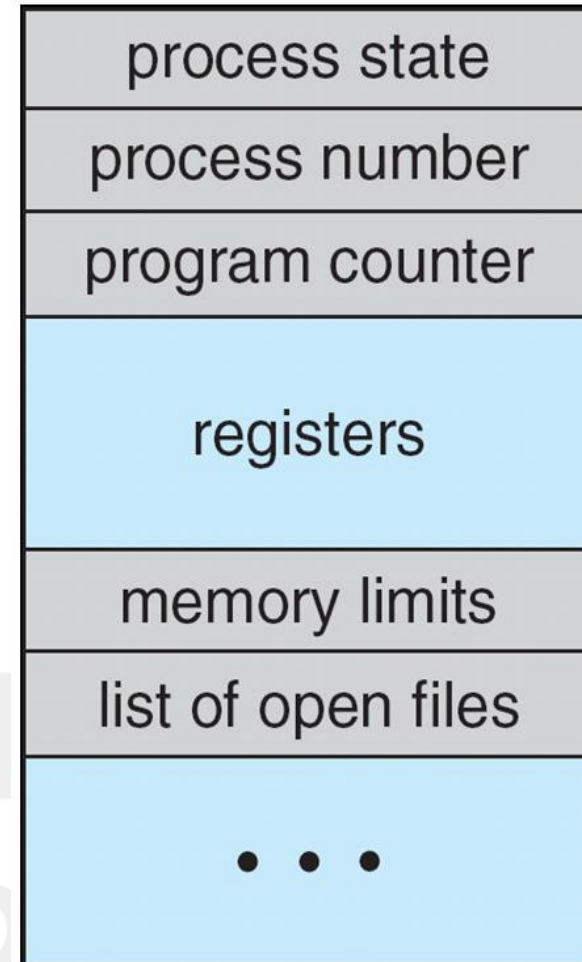 process state
process number
program counter
registers
memory limits
list of open files
• • •